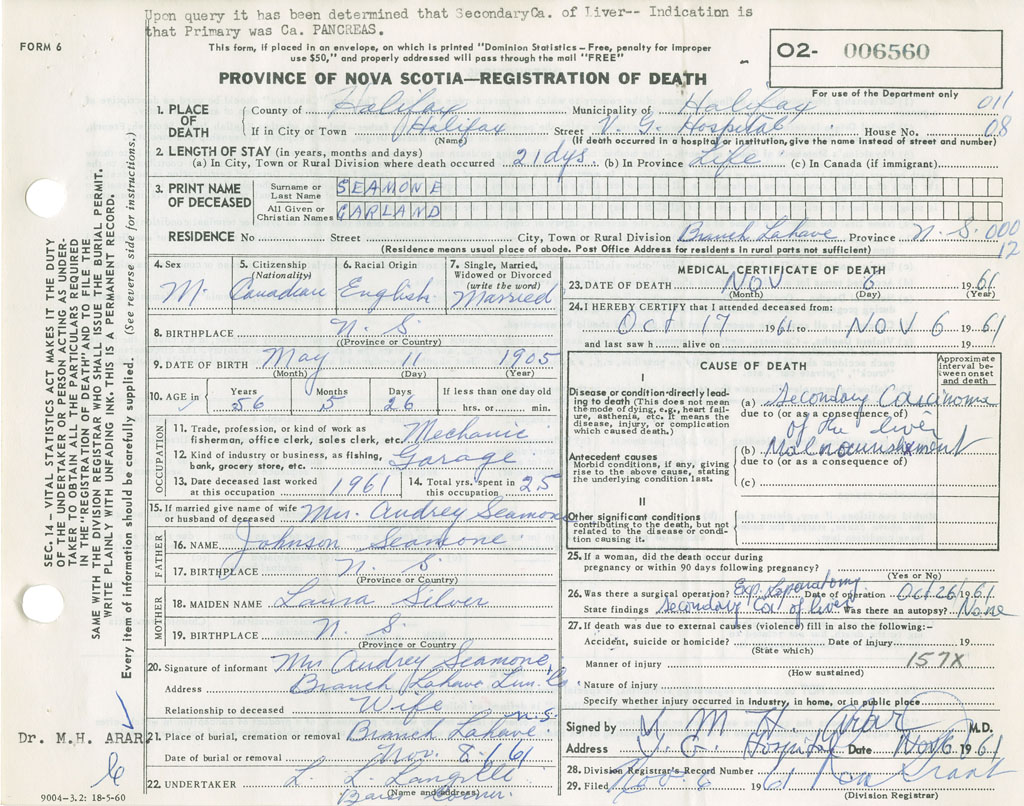 Upon query it has been determined that SecondaryCa. of Liver-- Indication is
that Primary was Ca. PANCREAS.
FORM 6
This form, if placed in an envelope, on which is printed "Dominion Statistics – Free, penalty for improper
use $50," and properly addressed will pass through the mail "FREE"
O2- 006560
PROVINCE OF NOVA SCOTIA—REGISTRATION OF DEATH
For use of the Department only
1. PLACE OF DEATH
County of Halifax Municipality of Halifax 011
If in City or Town Halifax Street V. G. Hospital House No. 08
(Name) (If death occurred in a hospital or institution, give the name instead of street and number)
2. LENGTH OF STAY (in years, months and days)
(a) In City, Town or Rural Division where death occurred 21 dys (b) In Province Life (c) In Canada (if immigrant)
3. PRINT NAME OF DECEASED
Surname or Last Name SEAMONE
All Given or Christian Names GARLAND
RESIDENCE No Street City, Town or Rural Division Branch Lahave Province N. S. 000
(Residence means usual place of abode. Post Office Address for residents in rural parts not sufficient) 12
4. Sex M.
5. Citizenship (Nationality) Canadian
6. Racial Origin English
7. Single, Married, Widowed or Divorced (write the word) Married
8. BIRTHPLACE N. S.
(Province or Country)
9. DATE OF BIRTH May 11 1905
(Month) (Day) (Year)
10. AGE in Years 56 Months 5 Days 26 If less than one day old hrs. or min.
OCCUPATION
11. Trade, profession, or kind of work as fisherman, office clerk, sales clerk, etc. Mechanic
12. Kind of industry or business, as fishing, bank, grocery store, etc. Garage
13. Date deceased last worked at this occupation 1961
14. Total yrs. spent in this occupation 25
15. If married give name of wife or husband of deceased Mrs. Audrey Seamone
FATHER
16. NAME Johnson Seamone
17. BIRTHPLACE N. S.
(Province or Country)
MOTHER
18. MAIDEN NAME Laura Silver
19. BIRTHPLACE N. S.
(Province or Country)
20. Signature of informant Mrs Audrey Seamone
Address Branch Lahave Lun. Co
N. S.
Relationship to deceased Wife
21. Place of burial, cremation or removal Branch Lahave
Date of burial or removal Nov. 8/61
22. UNDERTAKER L. L. Langille
(Name and address)
Corner.
MEDICAL CERTIFICATE OF DEATH
23. DATE OF DEATH NOV 6 1961
(Month) (Day) (Year)
24. I HEREBY CERTIFY that I attended deceased from:
Oct 17 1961 to NOV 6 1961
and last saw h alive on 19
CAUSE OF DEATH
Approximate interval between onset and death
I
Disease or condition directly leading to death (This does not mean the mode of dying, e.g., heart failure, asthenia, etc. It means the disease, injury, or complication which caused death.)
(a) Secondary Carcinoma
due to (or as a consequence of)
of the liver
Antecedent causes
Morbid conditions, if any, giving rise to the above cause, stating the underlying condition last.
(b) Malnourishment
due to (or as a consequence of)
(c)
II
Other significant conditions contributing to the death, but not related to the disease or condition causing it.
25. If a woman, did the death occur during pregnancy or within 90 days following pregnancy?
(Yes or No)
26. Was there a surgical operation? Exp. laparatomy Date of operation Oct 26 1961
State findings Secondary Ca of liver Was there an autopsy? None
27. If death was due to external causes (violence) fill in also the following:–
Accident, suicide or homicide? Date of injury 19
(State which)
Manner of injury 157X
(How sustained)
Nature of injury
Specify whether injury occurred in Industry, in home, or in public place
Signed by M. H. Arar M.D.
Address V. G. Hospital Date Nov 6 1961
28. Division Registrar's Record Number
29. Filed Nov 6 1961 Ron Grant
(Division Registrar)
SEC. 14 – VITAL STATISTICS ACT MAKES IT THE DUTY
OF THE UNDERTAKER OR PERSON ACTING AS UNDER-
TAKER TO OBTAIN ALL THE PARTICULARS REQUIRED
IN THE "REGISTRATION OF DEATH" AND TO FILE THE
SAME WITH THE DIVISION REGISTRAR WHO SHALL ISSUE THE BURIAL PERMIT.
WRITE PLAINLY WITH UNFADING INK. THIS IS A PERMANENT RECORD.
Every item of information should be carefully supplied. (See reverse side for instructions.)
Dr. M.H. ARAR
9004–3.2: 18-5-60